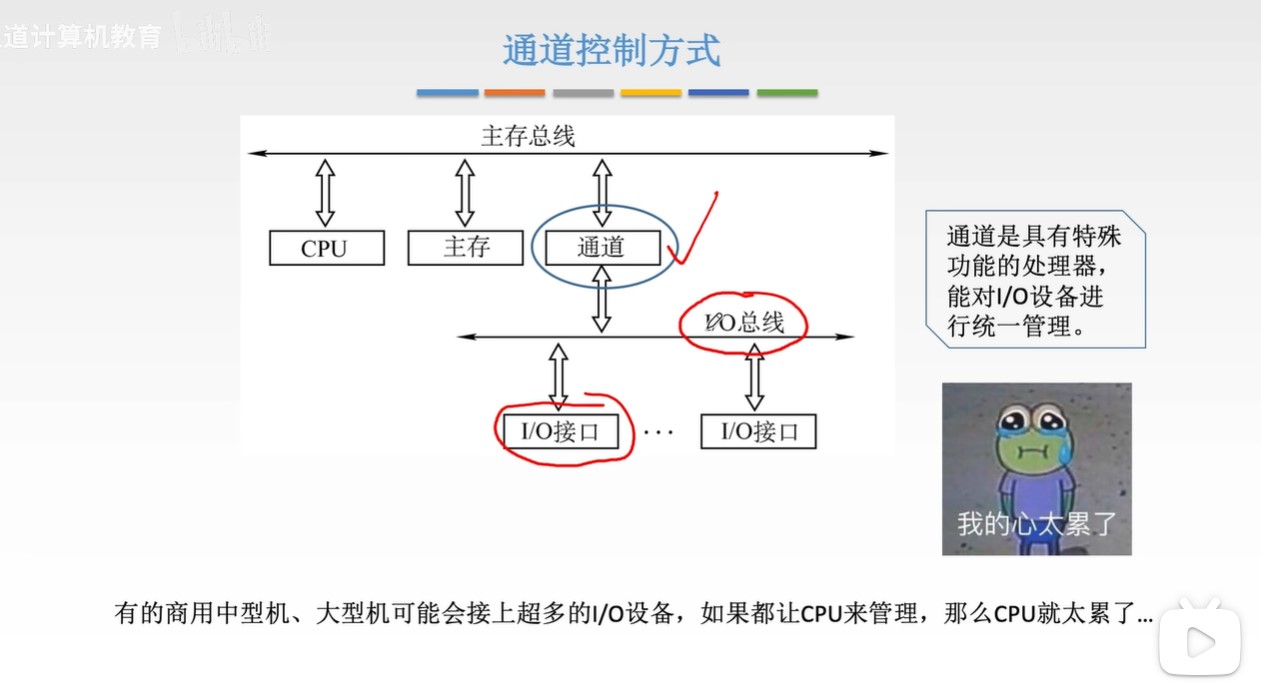 道计算机教育
通道控制方式
主存总线
CPU
主存
通道
I/O总线
I/O接口
···
I/O接口
通道是具有特殊
功能的处理器，
能对I/O设备进
行统一管理。
我的心太累了
有的商用中型机、大型机可能会接上超多的I/O设备，如果都让CPU来管理，那么CPU就太累了...